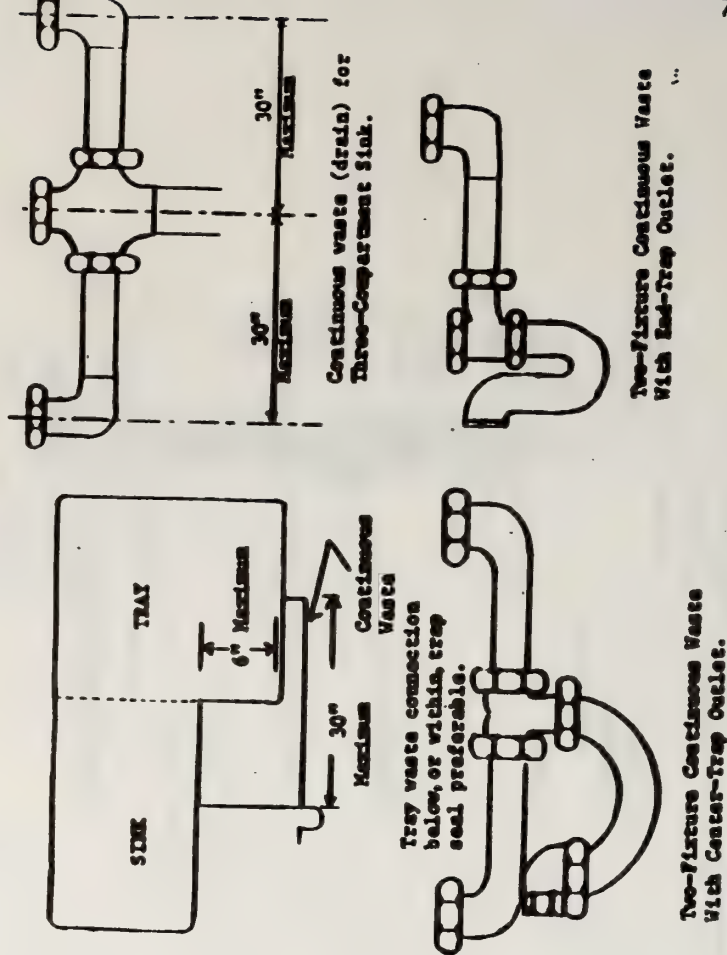 SINK
TRAY
6" Maximum
30"
Maximum
Continuous
Waste
Tray waste connection
below, or within, trap
seal preferable.
30"
Maximum
30"
Maximum
Continuous waste (drain) for
Three-Compartment Sink.
Two-Fixture Continuous Waste
With Center-Trap Outlet.
Two-Fixture Continuous Waste
With End-Trap Outlet.